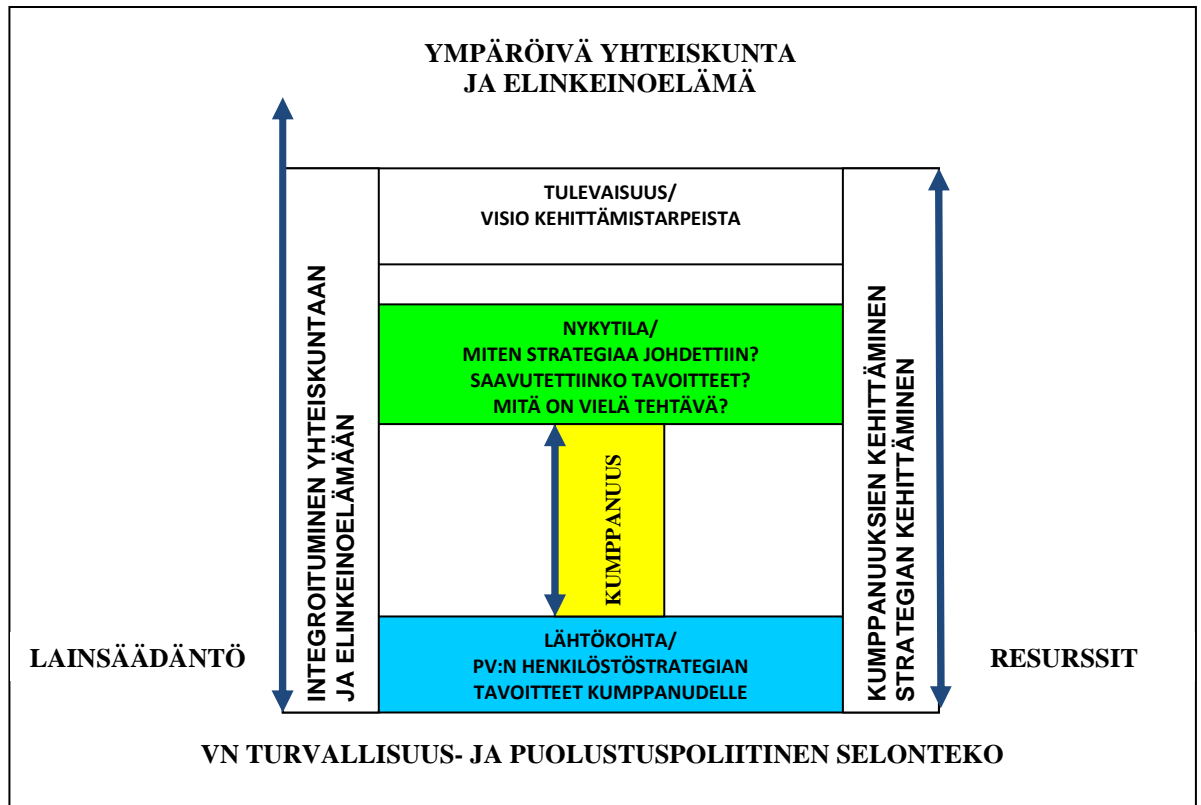 YMPÄRÖIVÄ YHTEISKUNTA
JA ELINKEINOELÄMÄ
TULEVAISUUS/
VISIO KEHITTÄMISTARPEISTA
INTEGROITUMINEN YHTEISKUNTAAN
JA ELINKEINOELÄMÄÄN
NYKYTILA/
MITEN STRATEGIAA JOHDETTIIN?
SAAVUTETTIINKO TAVOITTEET?
MITÄ ON VIELÄ TEHTÄVÄ?
KUMPPANUUKSIEN KEHITTÄMINEN
STRATEGIAN KEHITTÄMINEN
KUMPPANUUS
LAINSÄÄDÄNTÖ
LÄHTÖKOHTA/
PV:N HENKILÖSTÖSTRATEGIAN
TAVOITTEET KUMPPANUDELLE
RESURSSIT
VN TURVALLISUUS- JA PUOLUSTUSPOLIITINEN SELONTEKO